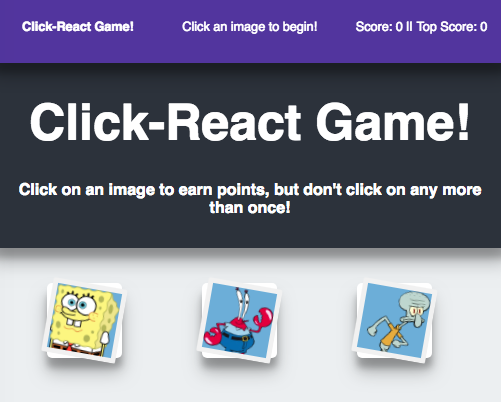 Click-React Game!
Click an image to begin!
Score: 0 II Top Score: 0
Click-React Game!
Click on an image to earn points, but don't click on any more
than once!